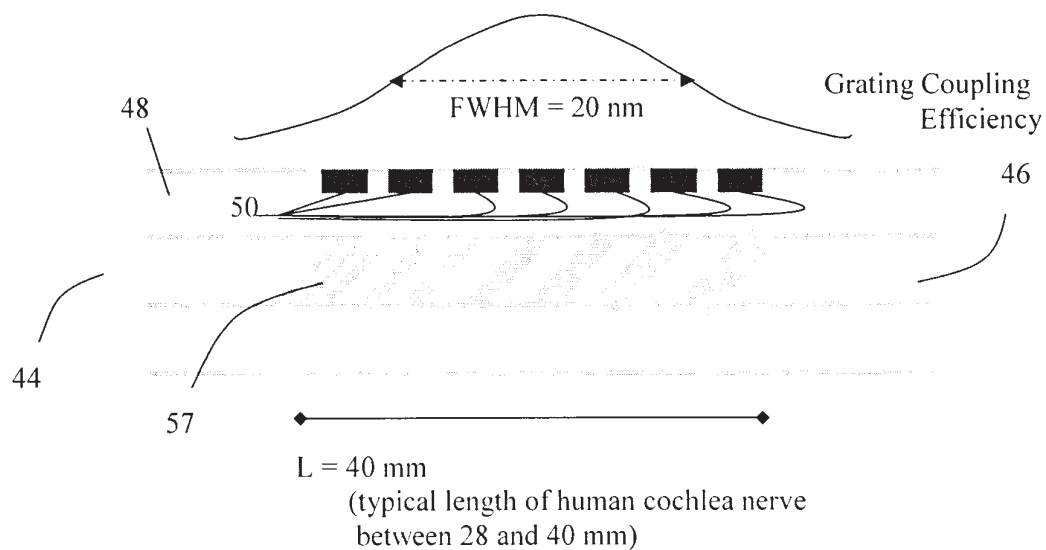 FWHM = 20 nm
Grating Coupling
Efficiency
48
46
50
44
57
L = 40 mm
(typical length of human cochlea nerve
between 28 and 40 mm)